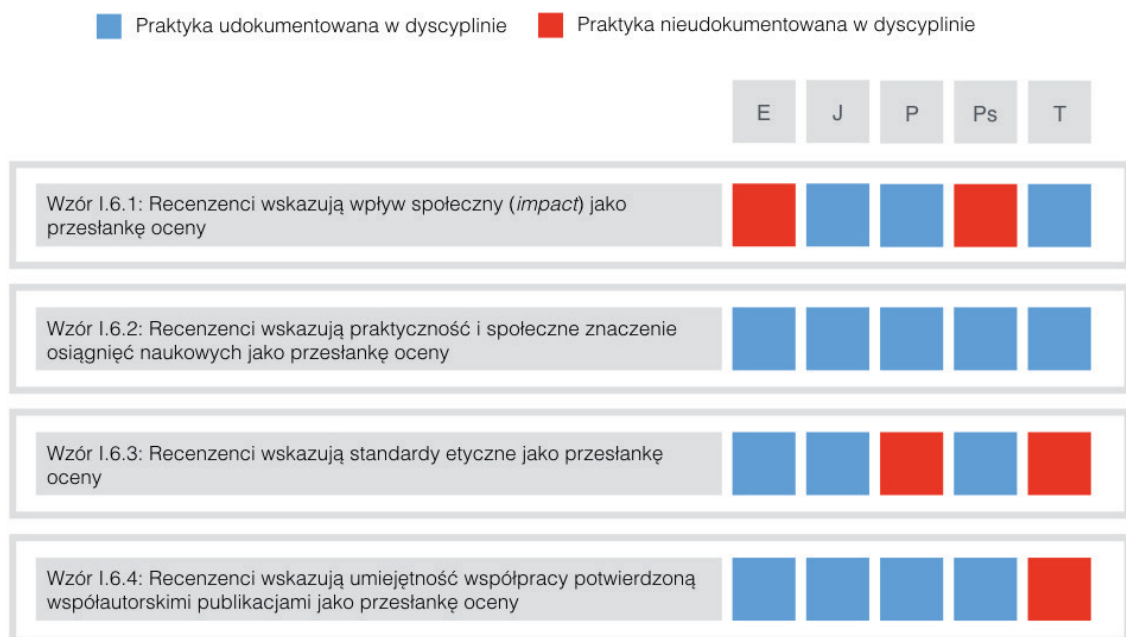 Praktyka udokumentowana w dyscyplinie Praktyka nieudokumentowana w dyscyplinie
E J P Ps T
Wzór I.6.1: Recenzenci wskazują wpływ społeczny (impact) jako
przesłankę oceny
Wzór I.6.2: Recenzenci wskazują praktyczność i społeczne znaczenie
osiągnięć naukowych jako przesłankę oceny
Wzór I.6.3: Recenzenci wskazują standardy etyczne jako przesłankę
oceny
Wzór I.6.4: Recenzenci wskazują umiejętność współpracy potwierdzoną
współautorskimi publikacjami jako przesłankę oceny